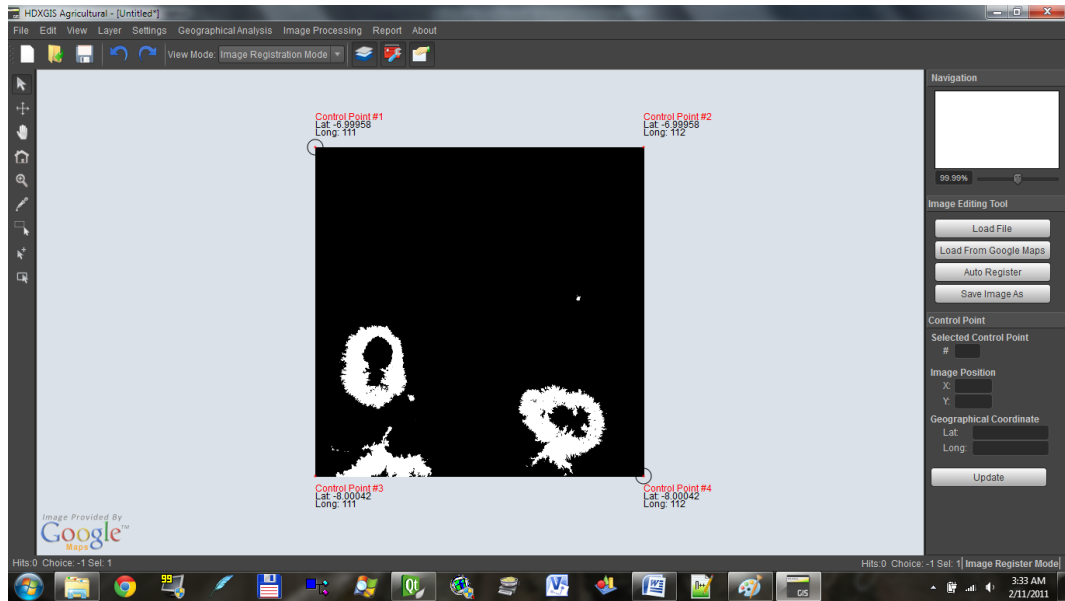 HDXGIS Agricultural - [Untitled*]
File Edit View Layer Settings Geographical Analysis Image Processing Report About
View Mode: Image Registration Mode
Navigation
99.99%
Image Editing Tool
Load File
Load From Google Maps
Auto Register
Save Image As
Control Point
Selected Control Point
#
Image Position
X:
Y:
Geographical Coordinate
Lat:
Long:
Update
Control Point #1
Lat: -6.99958
Long: 111
Control Point #2
Lat: -6.99958
Long: 112
Control Point #3
Lat: -8.00042
Long: 111
Control Point #4
Lat: -8.00042
Long: 112
Image Provided By
Google™
Maps
Hits:0 Choice: -1 Sel: 1
Hits:0 Choice: -1 Sel: 1 Image Register Mode
99
Qt
GIS
3:33 AM
2/11/2011